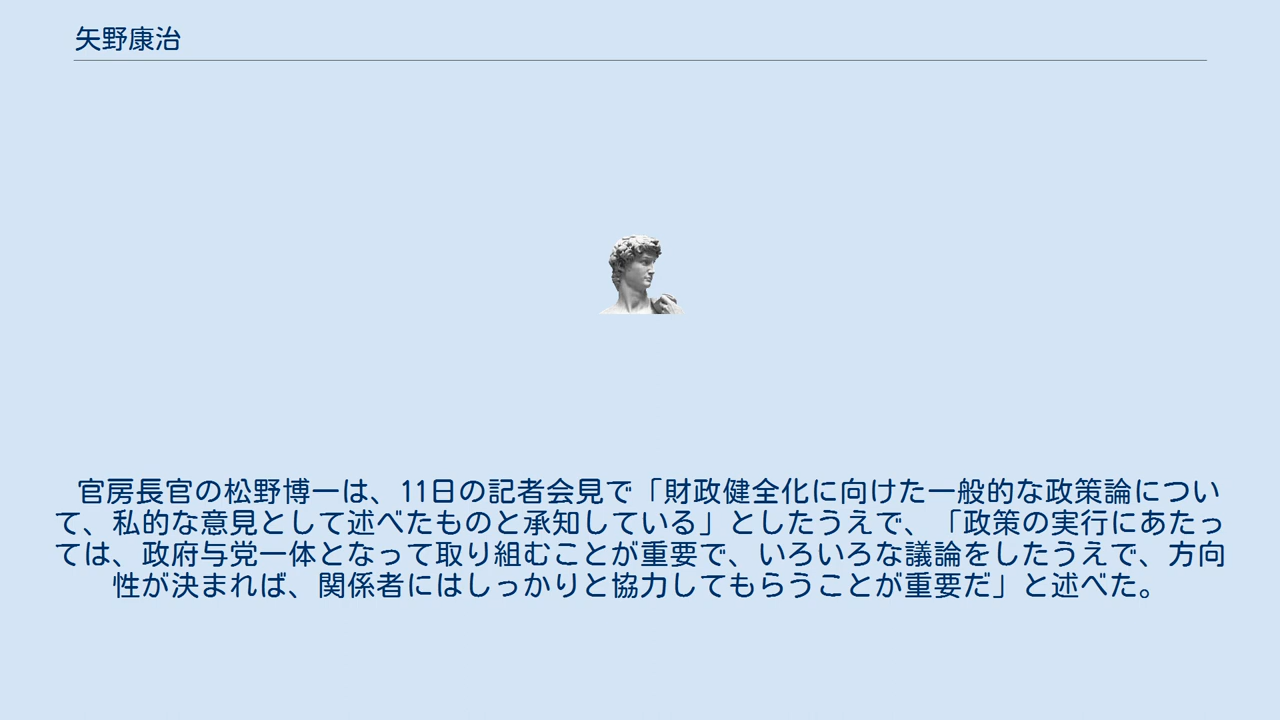 矢野康治
官房長官の松野博一は、11日の記者会見で「財政健全化に向けた一般的な政策論につい
て、私的な意見として述べたものと承知している」としたうえで、「政策の実行にあたっ
ては、政府与党一体となって取り組むことが重要で、いろいろな議論をしたうえで、方向
性が決まれば、関係者にはしっかりと協力してもらうことが重要だ」と述べた。